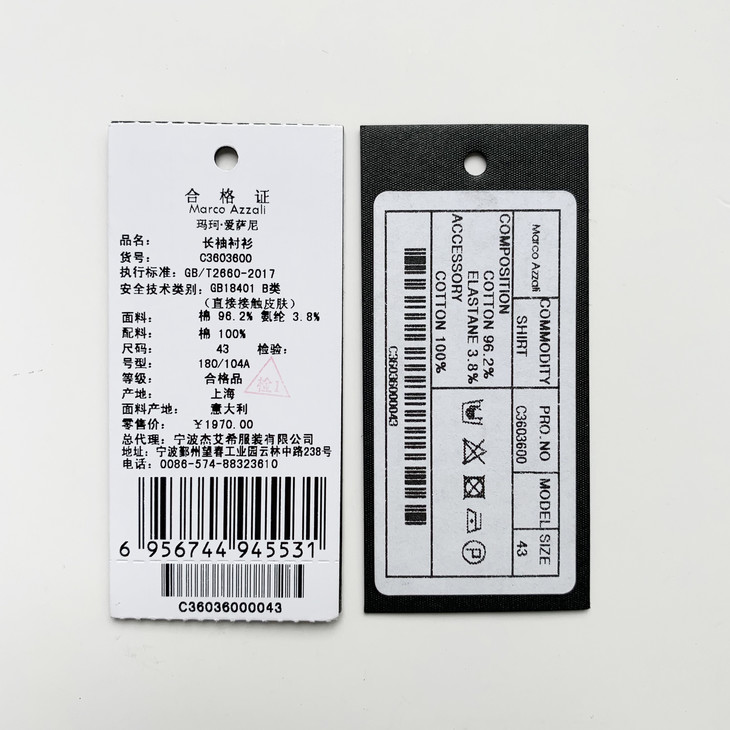 合格证
Marco Azzali
玛珂·爱萨尼
品名: 长袖衬衫
货号: C3603600
执行标准: GB/T2660-2017
安全技术类别: GB18401 B类
(直接接触皮肤)
面料: 棉 96.2% 氨纶 3.8%
配料: 棉 100%
尺码: 43 检验:
号型: 180/104A
等级: 合格品
检1
产地: 上海
面料产地: 意大利
零售价: ¥1970.00
总代理: 宁波杰艾希服装有限公司
地址: 宁波鄞州望春工业园云林中路238号
电话: 0086-574-88323610
6 956744 945531
C36036000043
Marco Azzali
COMMODITY PRO.NO MODEL SIZE
SHIRT C3603600 43
COMPOSITION
COTTON 96.2%
ELASTANE 3.8%
ACCESSORY
COTTON 100%
P
C36036000043